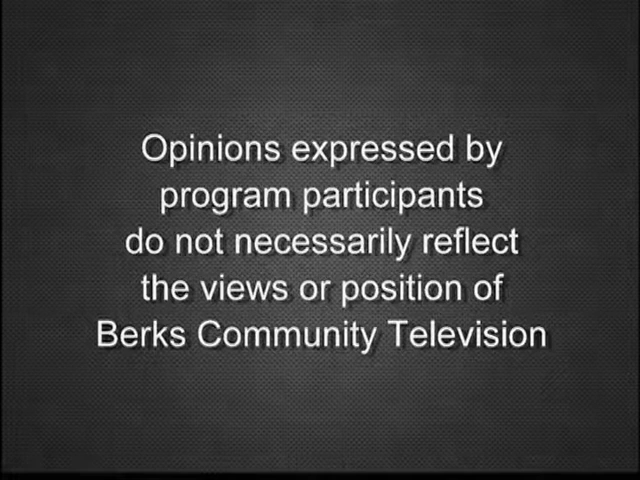 Opinions expressed by
program participants
do not necessarily reflect
the views or position of
Berks Community Television